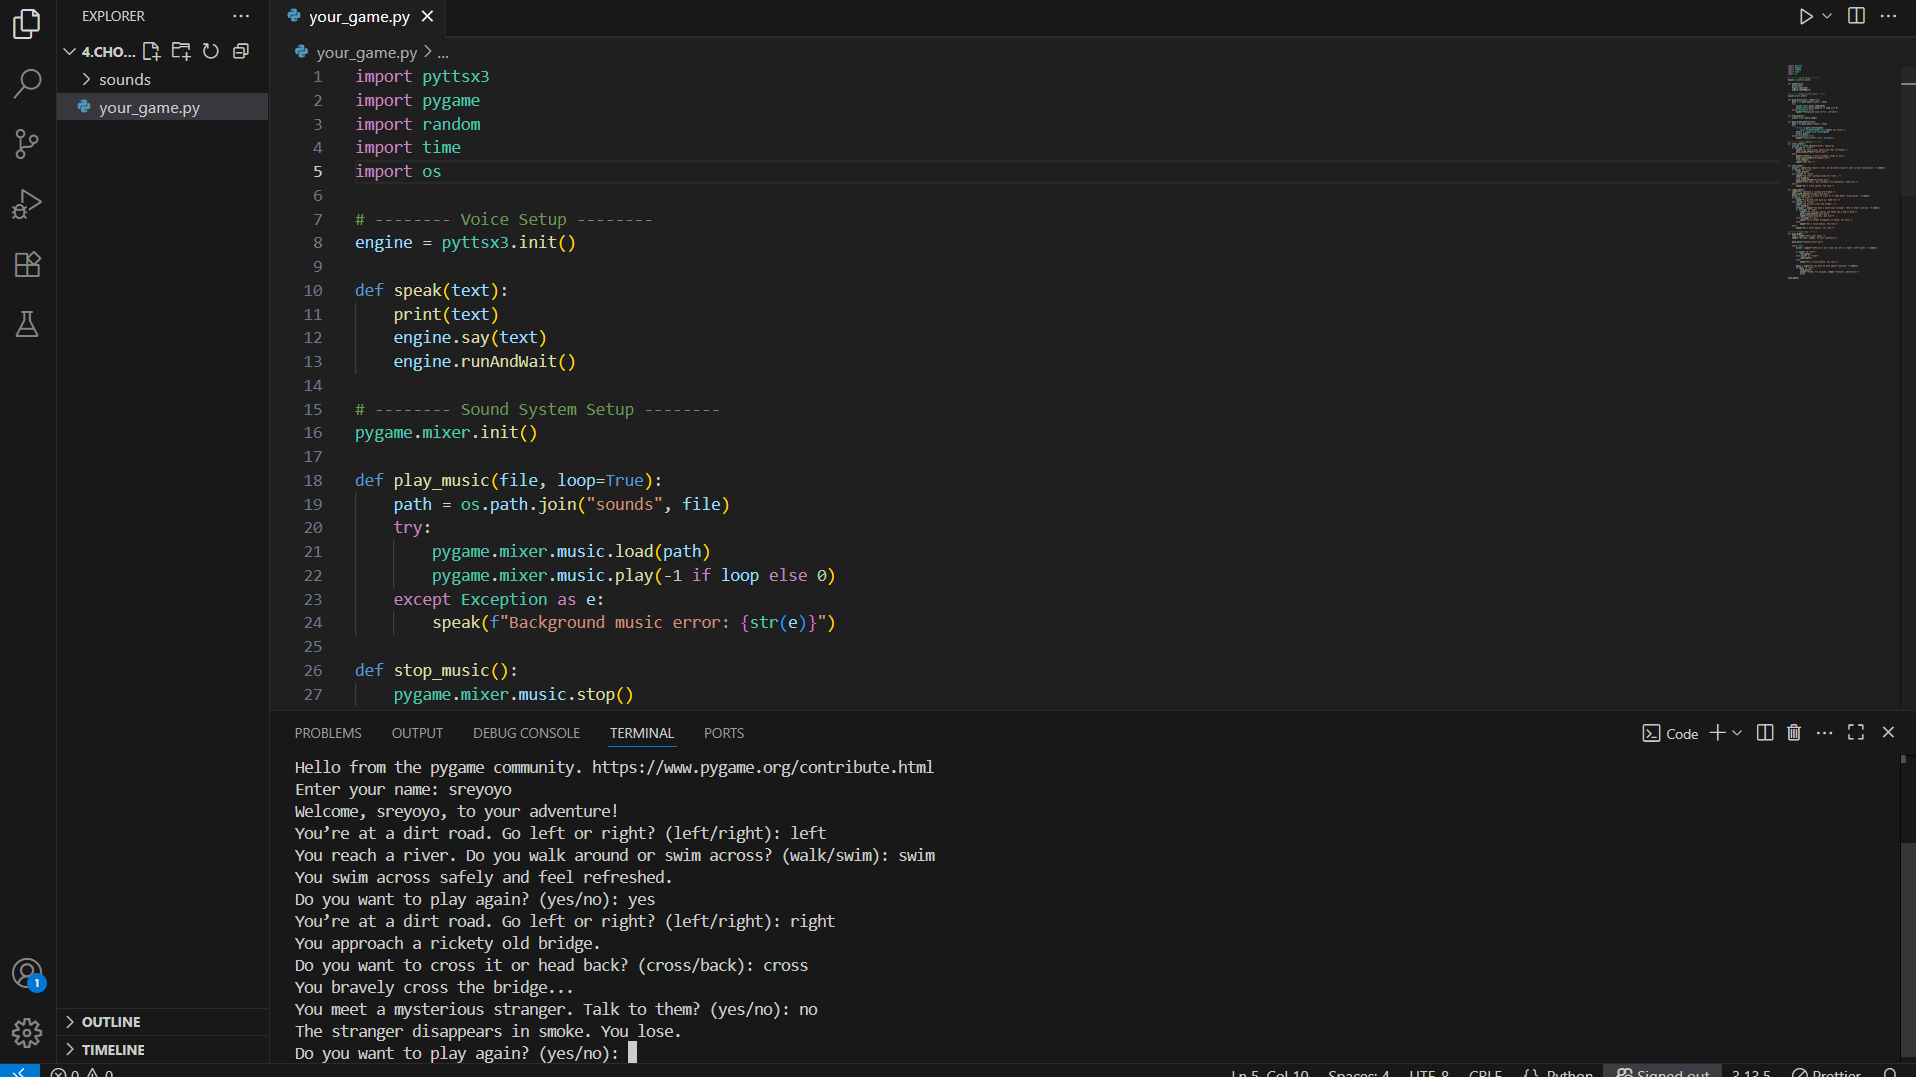 EXPLORER
4.CHO...
sounds
your_game.py
your_game.py
your_game.py > ...
1 import pyttsx3
2 import pygame
3 import random
4 import time
5 import os
6
7 # -------- Voice Setup --------
8 engine = pyttsx3.init()
9
10 def speak(text):
11 print(text)
12 engine.say(text)
13 engine.runAndWait()
14
15 # -------- Sound System Setup --------
16 pygame.mixer.init()
17
18 def play_music(file, loop=True):
19 path = os.path.join("sounds", file)
20 try:
21 pygame.mixer.music.load(path)
22 pygame.mixer.music.play(-1 if loop else 0)
23 except Exception as e:
24 speak(f"Background music error: {str(e)}")
25
26 def stop_music():
27 pygame.mixer.music.stop()
PROBLEMS OUTPUT DEBUG CONSOLE TERMINAL PORTS
Code
Hello from the pygame community. https://www.pygame.org/contribute.html
Enter your name: sreyoyo
Welcome, sreyoyo, to your adventure!
You’re at a dirt road. Go left or right? (left/right): left
You reach a river. Do you walk around or swim across? (walk/swim): swim
You swim across safely and feel refreshed.
Do you want to play again? (yes/no): yes
You’re at a dirt road. Go left or right? (left/right): right
You approach a rickety old bridge.
Do you want to cross it or head back? (cross/back): cross
You bravely cross the bridge...
You meet a mysterious stranger. Talk to them? (yes/no): no
The stranger disappears in smoke. You lose.
Do you want to play again? (yes/no):
1
OUTLINE
TIMELINE
0 0 Ln 5, Col 10 Spaces: 4 UTF-8 CRLF {} Python Signed out 3.13.5 Prettier